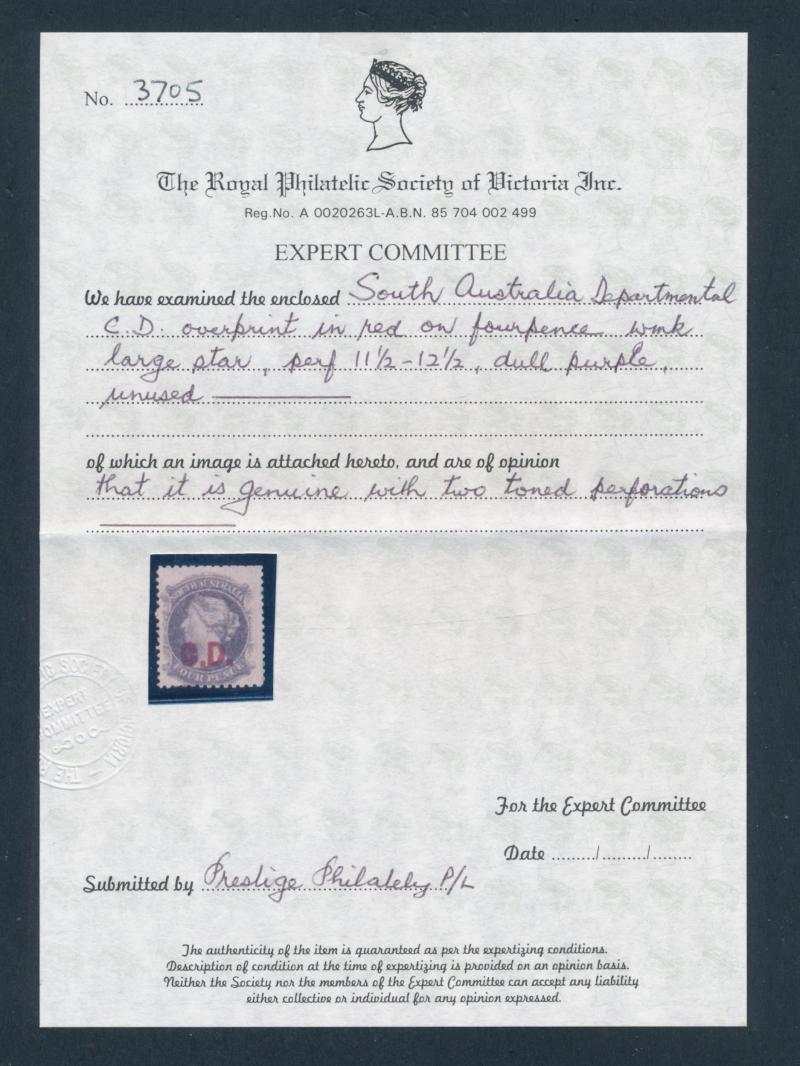 No. 3705
The Royal Philatelic Society of Victoria Inc.
Reg.No. A 0020263L-A.B.N. 85 704 002 499
EXPERT COMMITTEE
We have examined the enclosed South Australia Departmental
C.D. overprint in red on fourpence wmk
large star, perf 11½-12½, dull purple,
unused
of which an image is attached hereto, and are of opinion
that it is genuine with two toned perforations
SOUTH AUSTRALIA
C.D.
FOUR PENCE
EXPERT
COMMITTEE
For the Expert Committee
Date ........./........./........
Submitted by Prestige Philately P/L
The authenticity of the item is guaranteed as per the expertizing conditions.
Description of condition at the time of expertizing is provided on an opinion basis.
Neither the Society nor the members of the Expert Committee can accept any liability
either collective or individual for any opinion expressed.